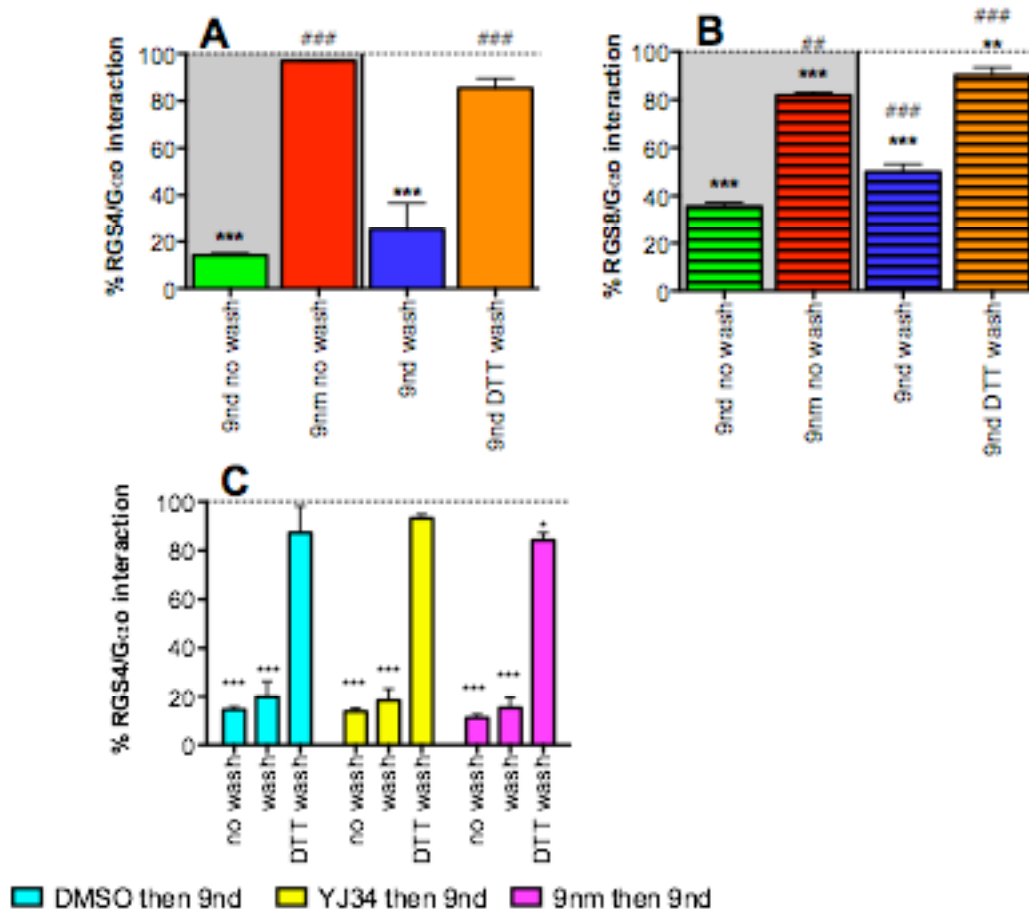 A
% RGS4/Gαo interaction
100
80
60
40
20
0
***
###
***
###
9nd no wash
9nm no wash
9nd wash
9nd DTT wash
B
% RGS8/Gαo interaction
100
80
60
40
20
0
***
##
***
###
***
###
**
9nd no wash
9nm no wash
9nd wash
9nd DTT wash
C
% RGS4/Gαo interaction
100
80
60
40
20
0
+++
+++
+++
+++
+++
+++
+
no wash
wash
DTT wash
no wash
wash
DTT wash
no wash
wash
DTT wash
DMSO then 9nd YJ34 then 9nd 9nm then 9nd